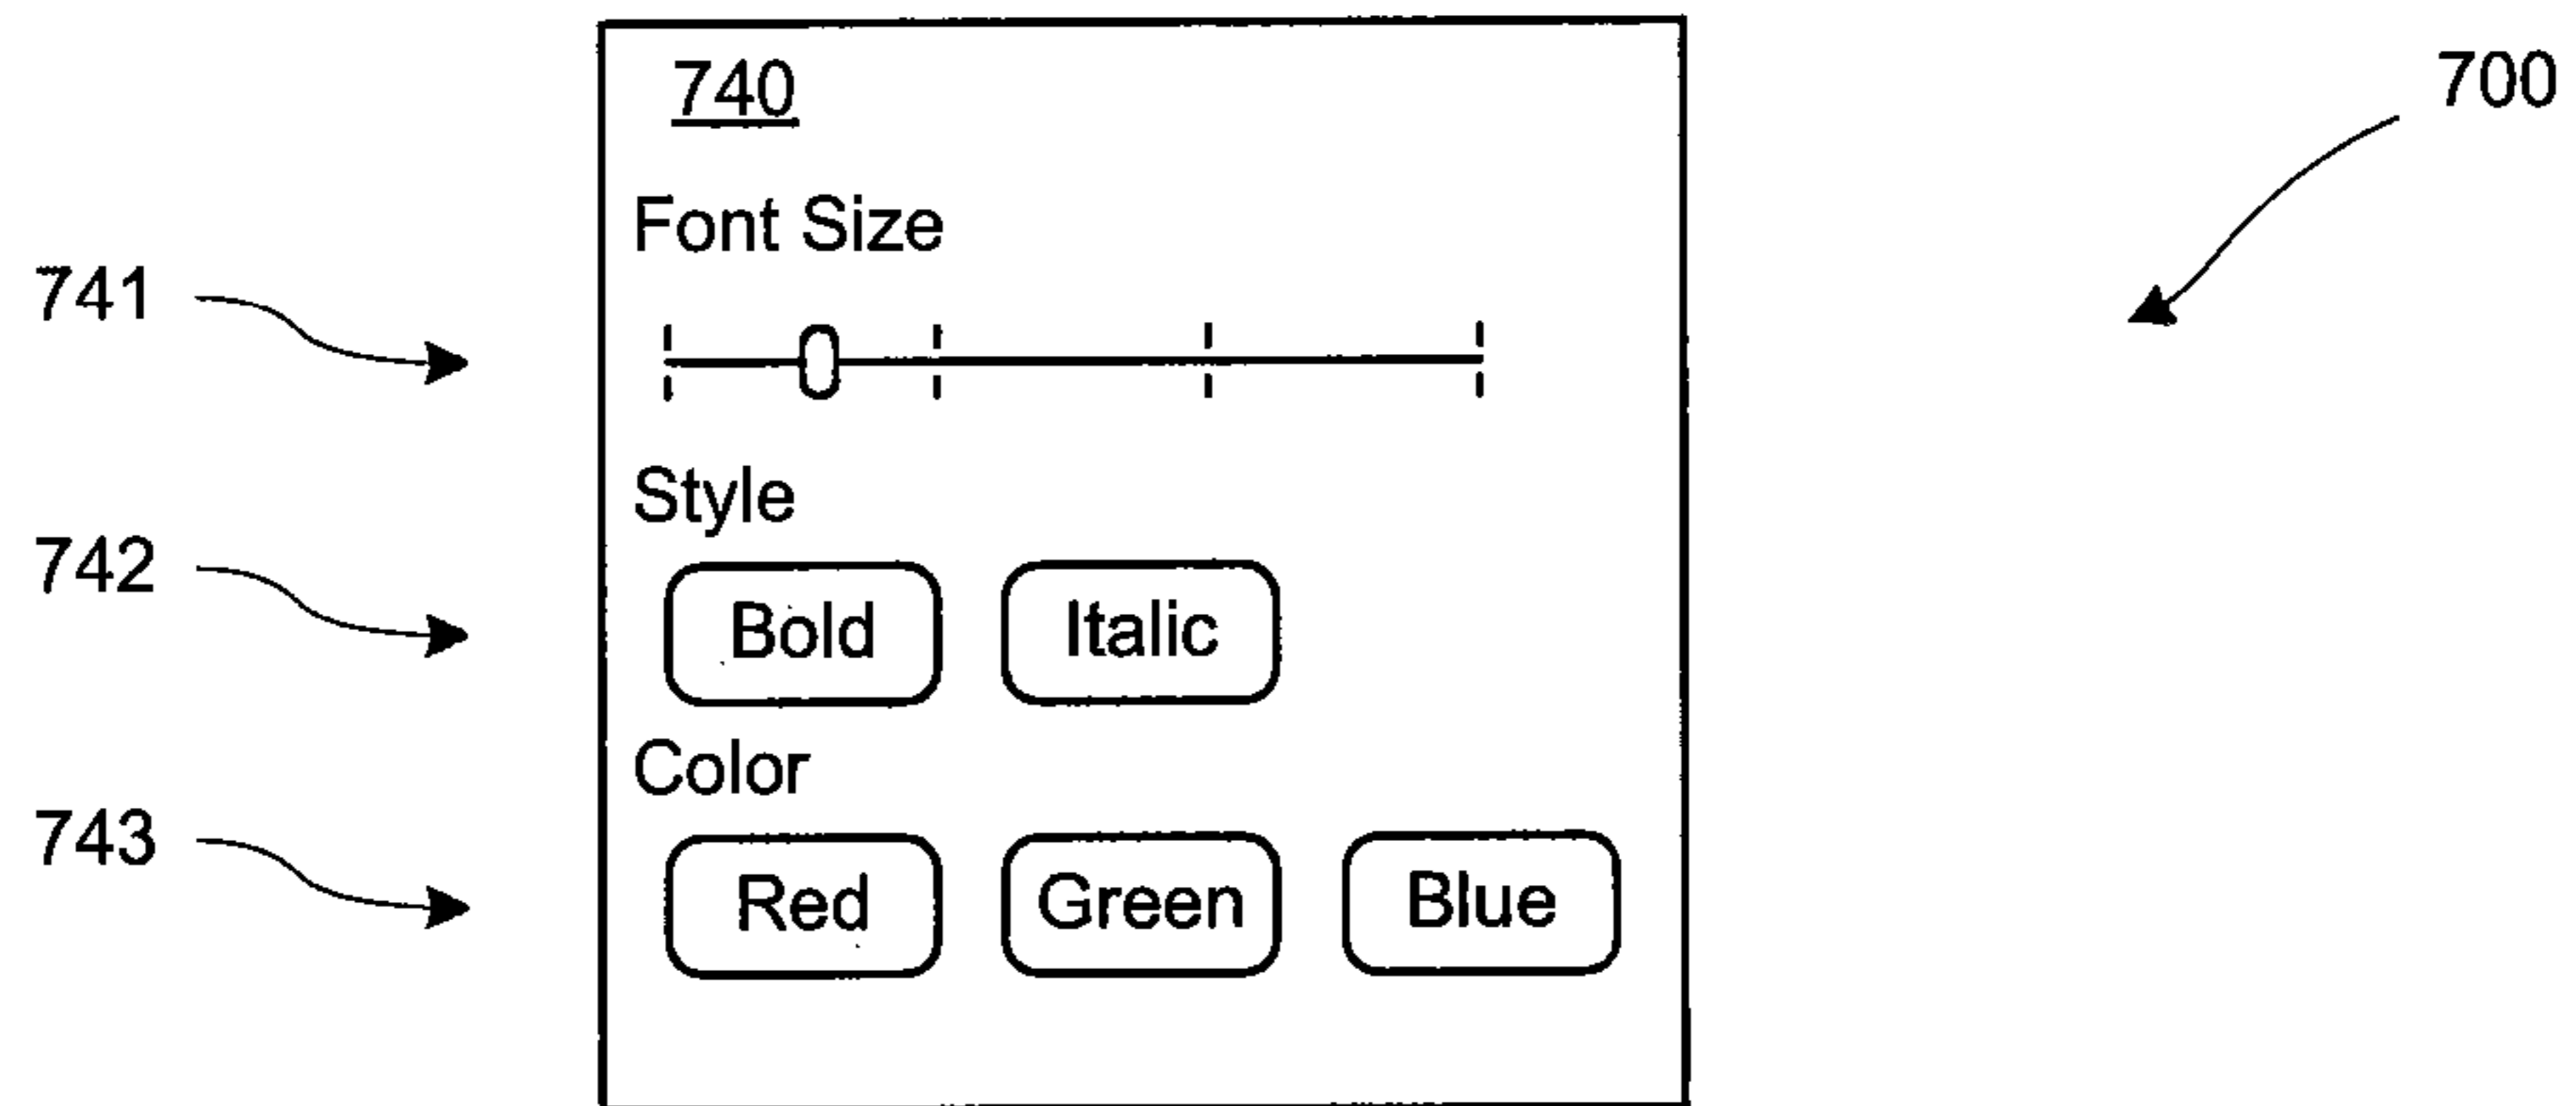 740
700
Font Size
741
Style
742
Bold Italic
Color
743
Red Green Blue